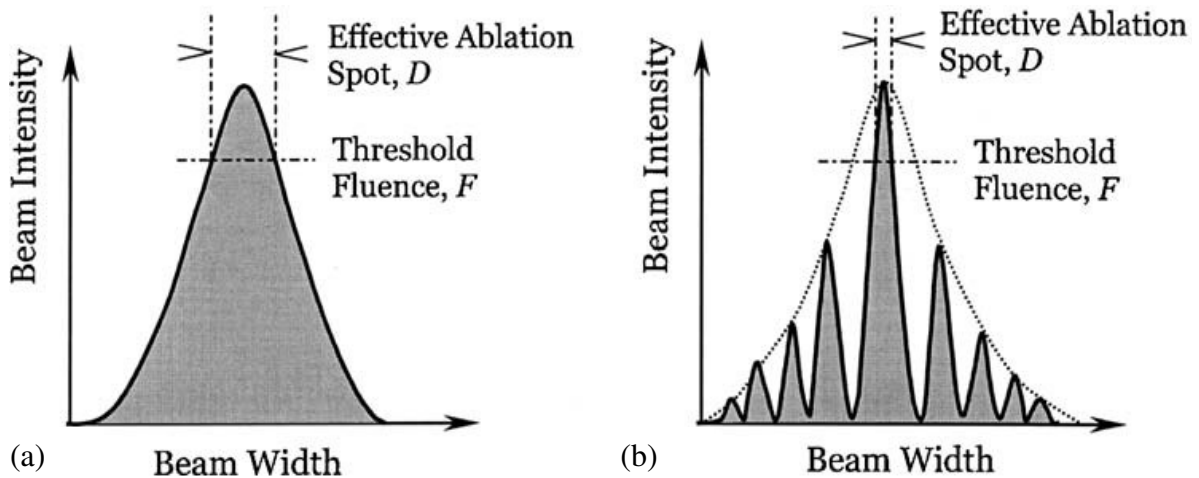 Beam Intensity
Effective Ablation
Spot, D
Threshold
Fluence, F
(a)
Beam Width
Beam Intensity
Effective Ablation
Spot, D
Threshold
Fluence, F
(b)
Beam Width